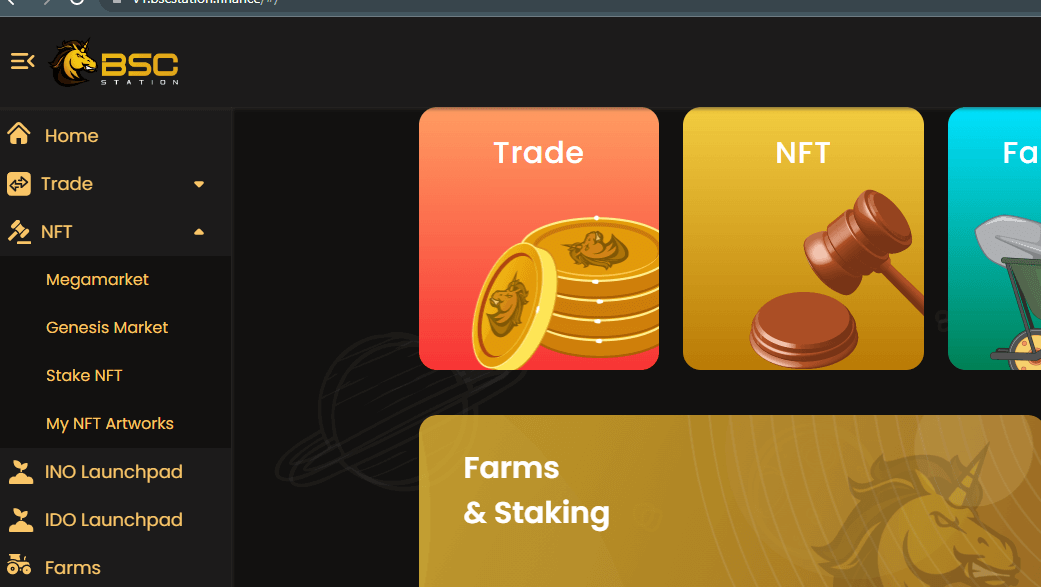 BSC
STATION
Home
Trade
NFT
Megamarket
Genesis Market
Stake NFT
My NFT Artworks
INO Launchpad
IDO Launchpad
Farms
Trade
NFT
Fa
Farms
& Staking